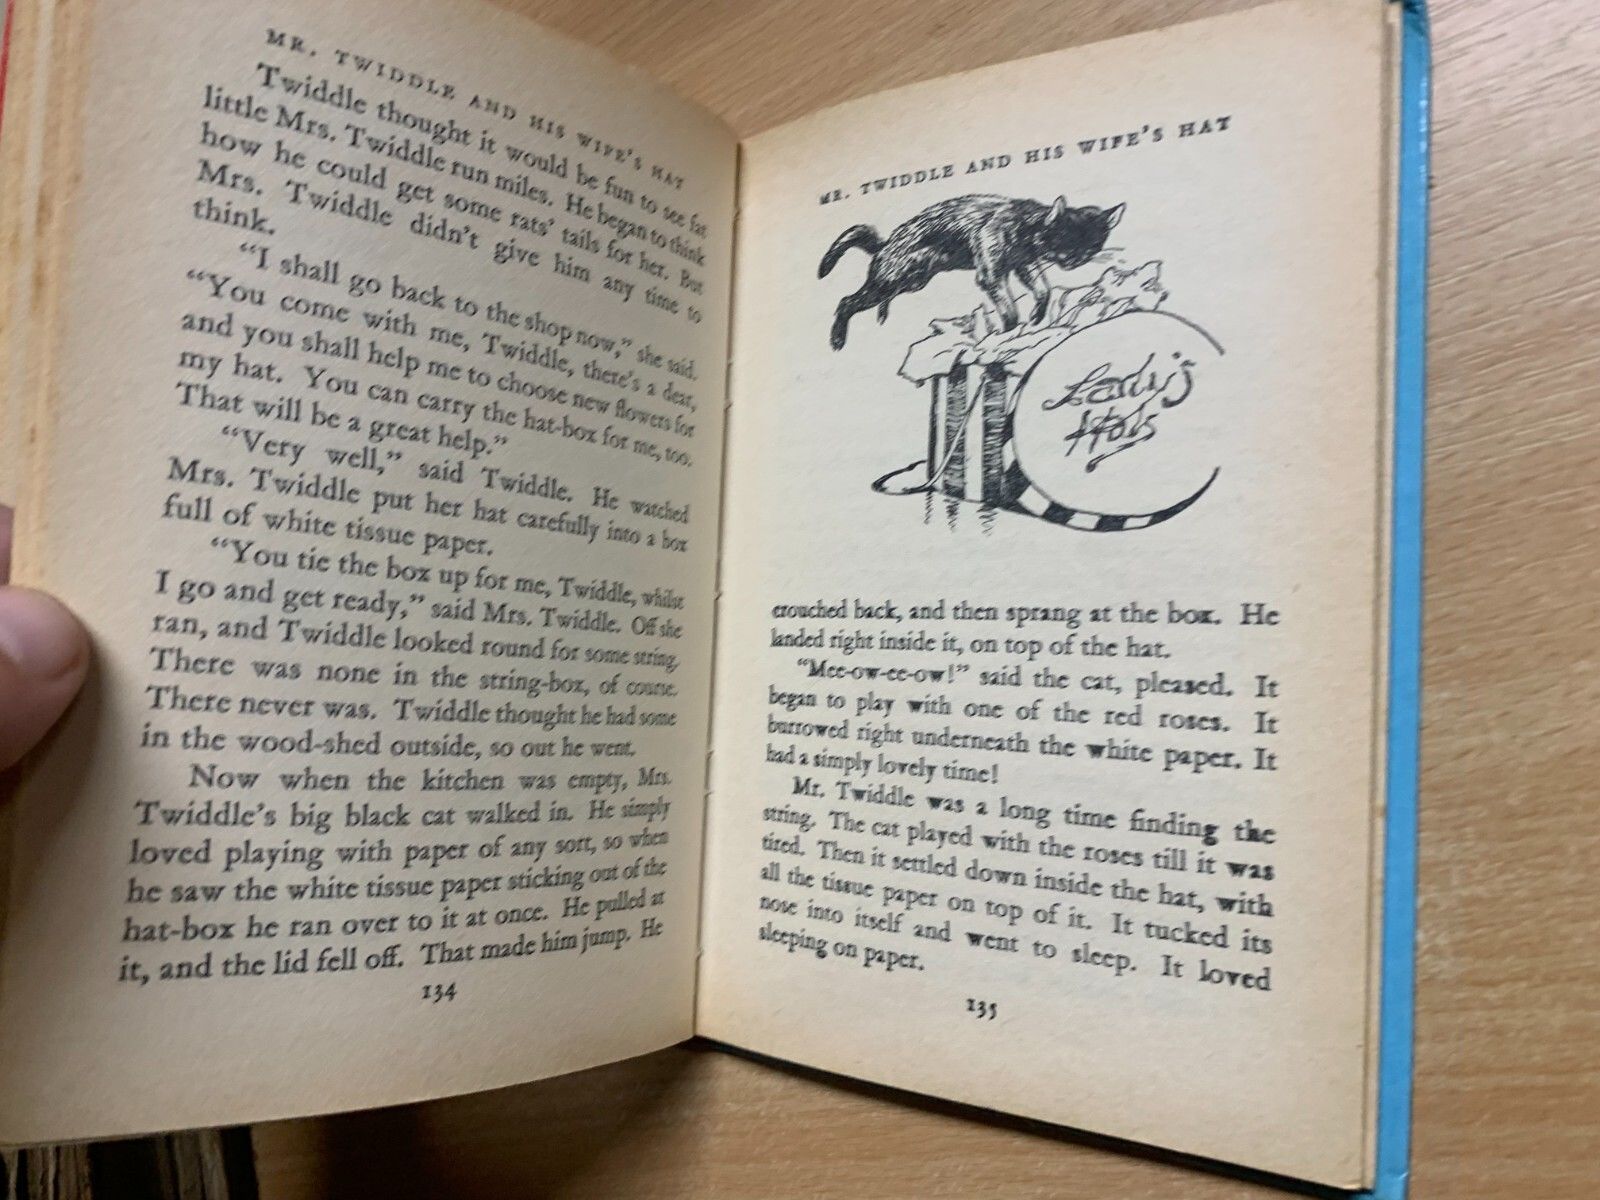 MR. TWIDDLE AND HIS WIFE'S HAT
Twiddle thought it would be fun to see fat
little Mrs. Twiddle run miles. He began to think
how he could get some rats' tails for her. But
Mrs. Twiddle didn't give him any time to
think.
"I shall go back to the shop now," she said.
"You come with me, Twiddle, there's a dear,
and you shall help me to choose new flowers for
my hat. You can carry the hat-box for me, too.
That will be a great help."
"Very well," said Twiddle. He watched
Mrs. Twiddle put her hat carefully into a box
full of white tissue paper.
"You tie the box up for me, Twiddle, whilst
I go and get ready," said Mrs. Twiddle. Off she
ran, and Twiddle looked round for some string.
There was none in the string-box, of course.
There never was. Twiddle thought he had some
in the wood-shed outside, so out he went.
Now when the kitchen was empty, Mrs.
Twiddle's big black cat walked in. He simply
loved playing with paper of any sort, so when
he saw the white tissue paper sticking out of the
hat-box he ran over to it at once. He pulled at
it, and the lid fell off. That made him jump. He
134
MR. TWIDDLE AND HIS WIFE'S HAT
Lady's
Hats
crouched back, and then sprang at the box. He
landed right inside it, on top of the hat.
"Mee-ow-ee-ow!" said the cat, pleased. It
began to play with one of the red roses. It
burrowed right underneath the white paper. It
had a simply lovely time!
Mr. Twiddle was a long time finding the
string. The cat played with the roses till it was
tired. Then it settled down inside the hat, with
all the tissue paper on top of it. It tucked its
nose into itself and went to sleep. It loved
sleeping on paper.
135